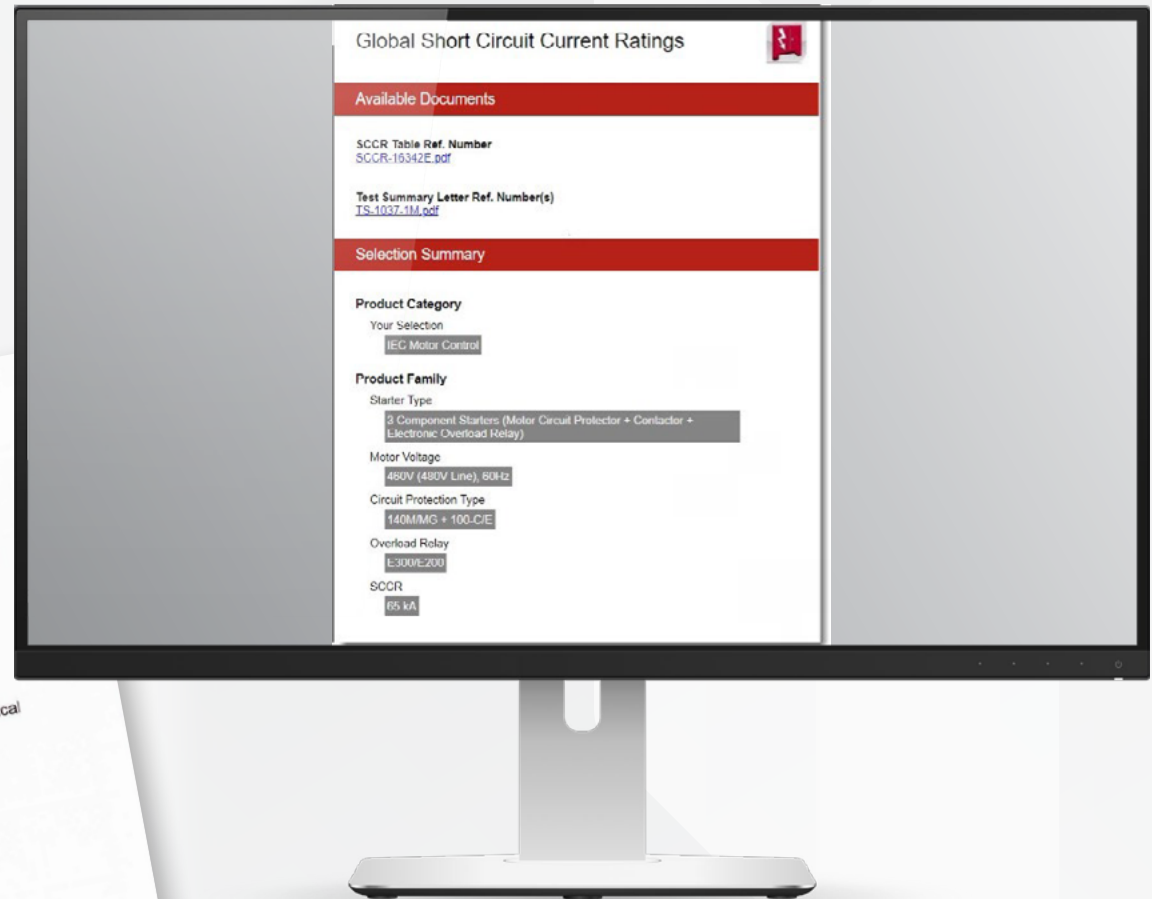 Global Short Circuit Current Ratings
Available Documents
SCCR Table Ref. Number
SCCR-16342E.pdf
Test Summary Letter Ref. Number(s)
TS-1037-1M.pdf
Selection Summary
Product Category
Your Selection
IEC Motor Control
Product Family
Starter Type
3 Component Starters (Motor Circuit Protector + Contactor +
Electronic Overload Relay)
Motor Voltage
460V (480V Line), 60Hz
Circuit Protection Type
140M/MG + 100-C/E
Overload Relay
E300/E200
SCCR
65 kA